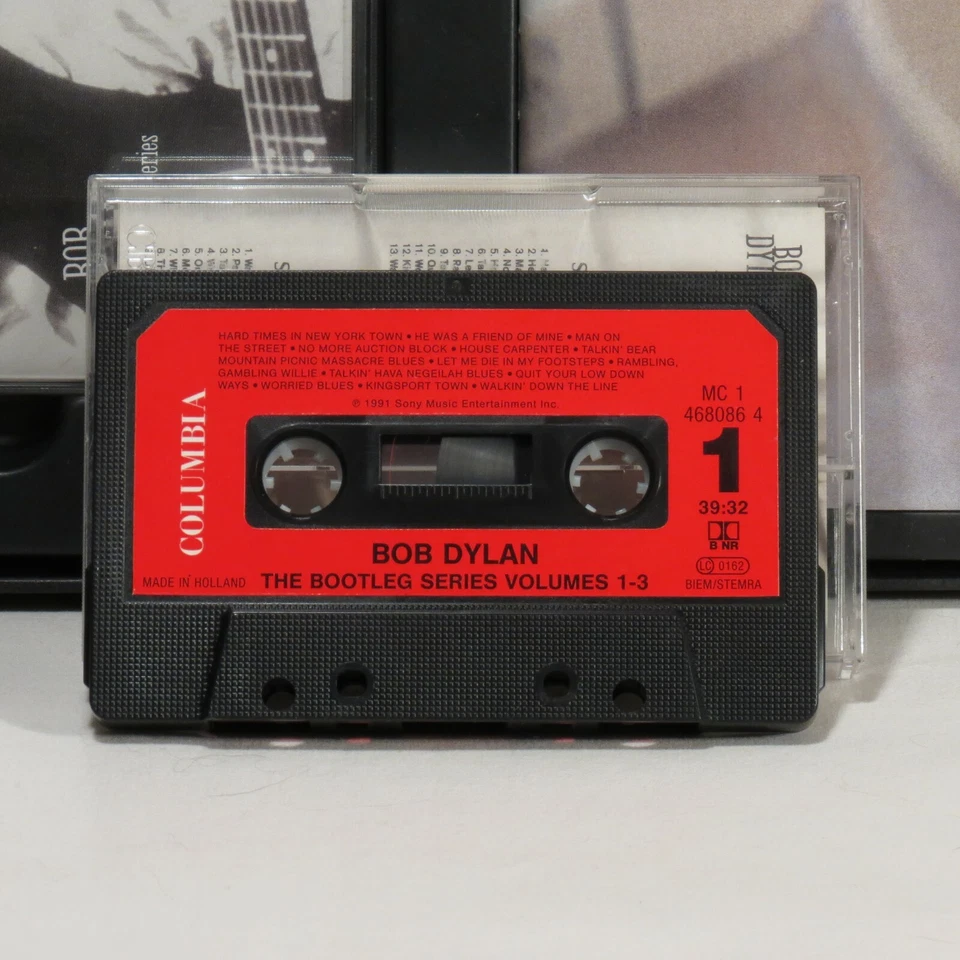 BOB
eries
BOB
HARD TIMES IN NEW YORK TOWN • HE WAS A FRIEND OF MINE • MAN ON
THE STREET • NO MORE AUCTION BLOCK • HOUSE CARPENTER • TALKIN' BEAR
MOUNTAIN PICNIC MASSACRE BLUES • LET ME DIE IN MY FOOTSTEPS • RAMBLING,
GAMBLING WILLIE • TALKIN' HAVA NEGEILAH BLUES • QUIT YOUR LOW DOWN
WAYS • WORRIED BLUES • KINGSPORT TOWN • WALKIN' DOWN THE LINE
℗ 1991 Sony Music Entertainment Inc.
COLUMBIA
MC 1
468086 4
1
39:32
B NR
LC 0162
BIEM/STEMRA
BOB DYLAN
MADE IN HOLLAND
THE BOOTLEG SERIES VOLUMES 1-3